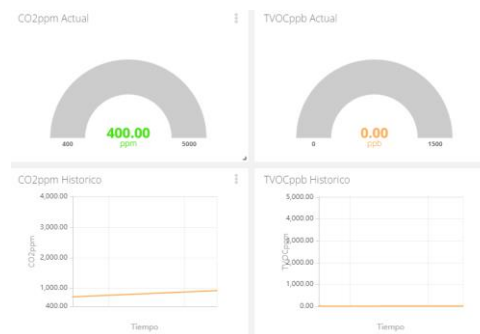 CO2ppm Actual
400.00
ppm
400
5000
TVOCppb Actual
0.00
ppb
0
1500
CO2ppm Historico
4,000.00
3,000.00
2,000.00
1,000.00
400.00
CO2ppm
Tiempo
TVOCppb Historico
5,000.00
4,000.00
3,000.00
2,000.00
1,000.00
0.00
Tiempo